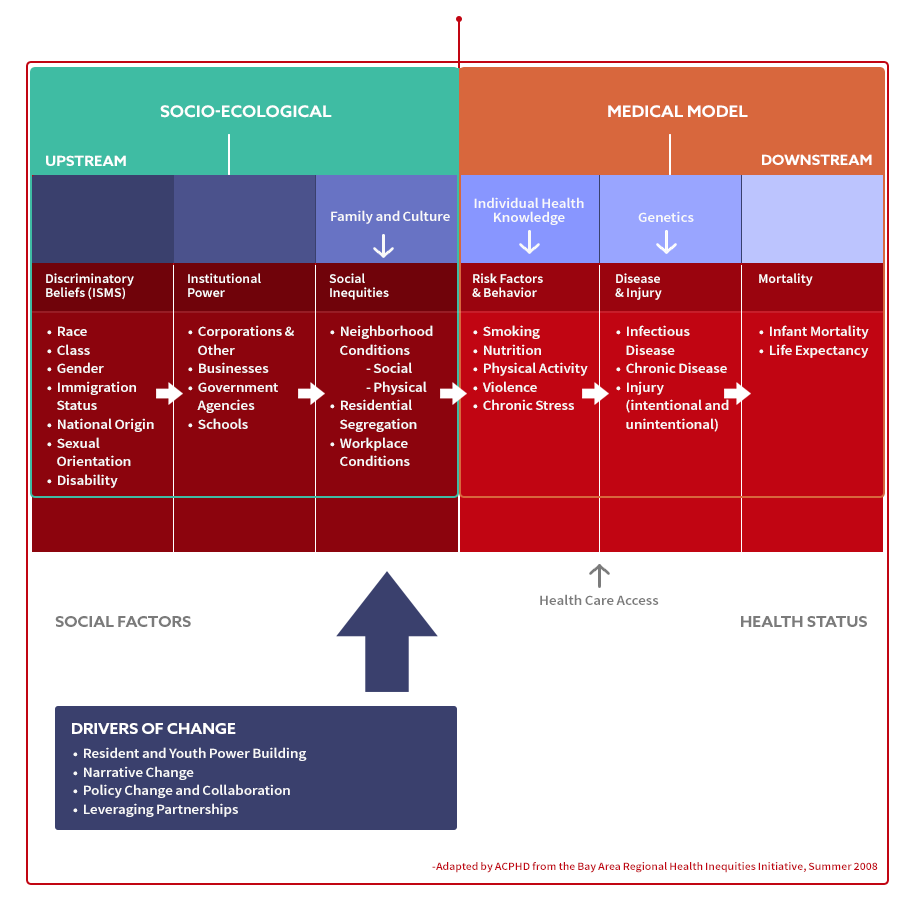 SOCIO-ECOLOGICAL
MEDICAL MODEL
UPSTREAM
DOWNSTREAM
Family and Culture
Individual Health
Knowledge
Genetics
Discriminatory
Beliefs (ISMS)
Institutional
Power
Social
Inequities
Risk Factors
& Behavior
Disease
& Injury
Mortality
• Race
• Class
• Gender
• Immigration
Status
• National Origin
• Sexual
Orientation
• Disability
• Corporations &
Other
• Businesses
• Government
Agencies
• Schools
• Neighborhood
Conditions
- Social
- Physical
• Residential
Segregation
• Workplace
Conditions
• Smoking
• Nutrition
• Physical Activity
• Violence
• Chronic Stress
• Infectious
Disease
• Chronic Disease
• Injury
(intentional and
unintentional)
• Infant Mortality
• Life Expectancy
Health Care Access
SOCIAL FACTORS
HEALTH STATUS
DRIVERS OF CHANGE
• Resident and Youth Power Building
• Narrative Change
• Policy Change and Collaboration
• Leveraging Partnerships
-Adapted by ACPHD from the Bay Area Regional Health Inequities Initiative, Summer 2008